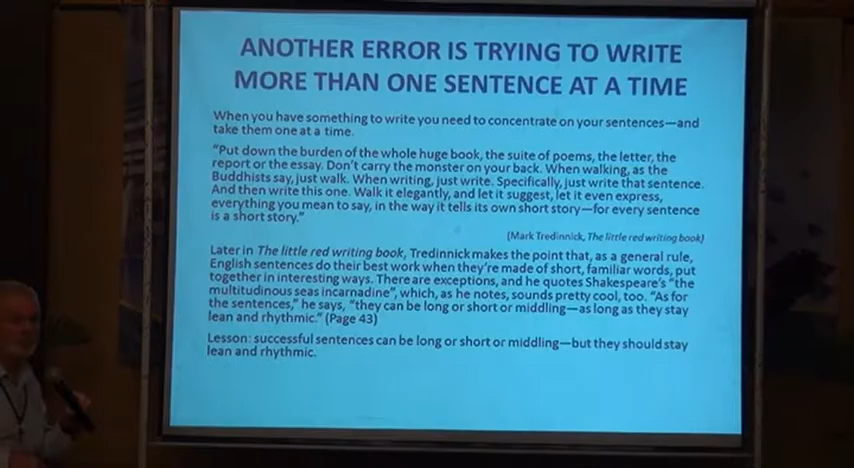 ANOTHER ERROR IS TRYING TO WRITE
MORE THAN ONE SENTENCE AT A TIME
When you have something to write you need to concentrate on your sentences—and
take them one at a time.
"Put down the burden of the whole huge book, the suite of poems, the letter, the
report or the essay. Don't carry the monster on your back. When walking, as the
Buddhists say, just walk. When writing, just write. Specifically, just write that sentence.
And then write this one. Walk it elegantly, and let it suggest, let it even express,
everything you mean to say, in the way it tells its own short story—for every sentence
is a short story."
(Mark Tredinnick, The little red writing book)
Later in The little red writing book, Tredinnick makes the point that, as a general rule,
English sentences do their best work when they're made of short, familiar words, put
together in interesting ways. There are exceptions, and he quotes Shakespeare's "the
multitudinous seas incarnadine", which, as he notes, sounds pretty cool, too. "As for
the sentences," he says, "they can be long or short or middling—as long as they stay
lean and rhythmic." (Page 43)
Lesson: successful sentences can be long or short or middling—but they should stay
lean and rhythmic.